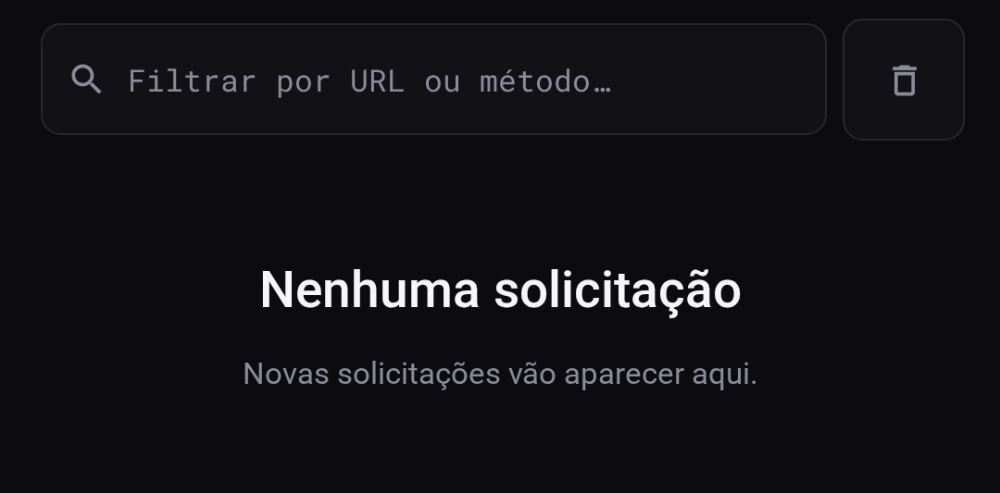 Filtrar por URL ou método…
Nenhuma solicitação
Novas solicitações vão aparecer aqui.